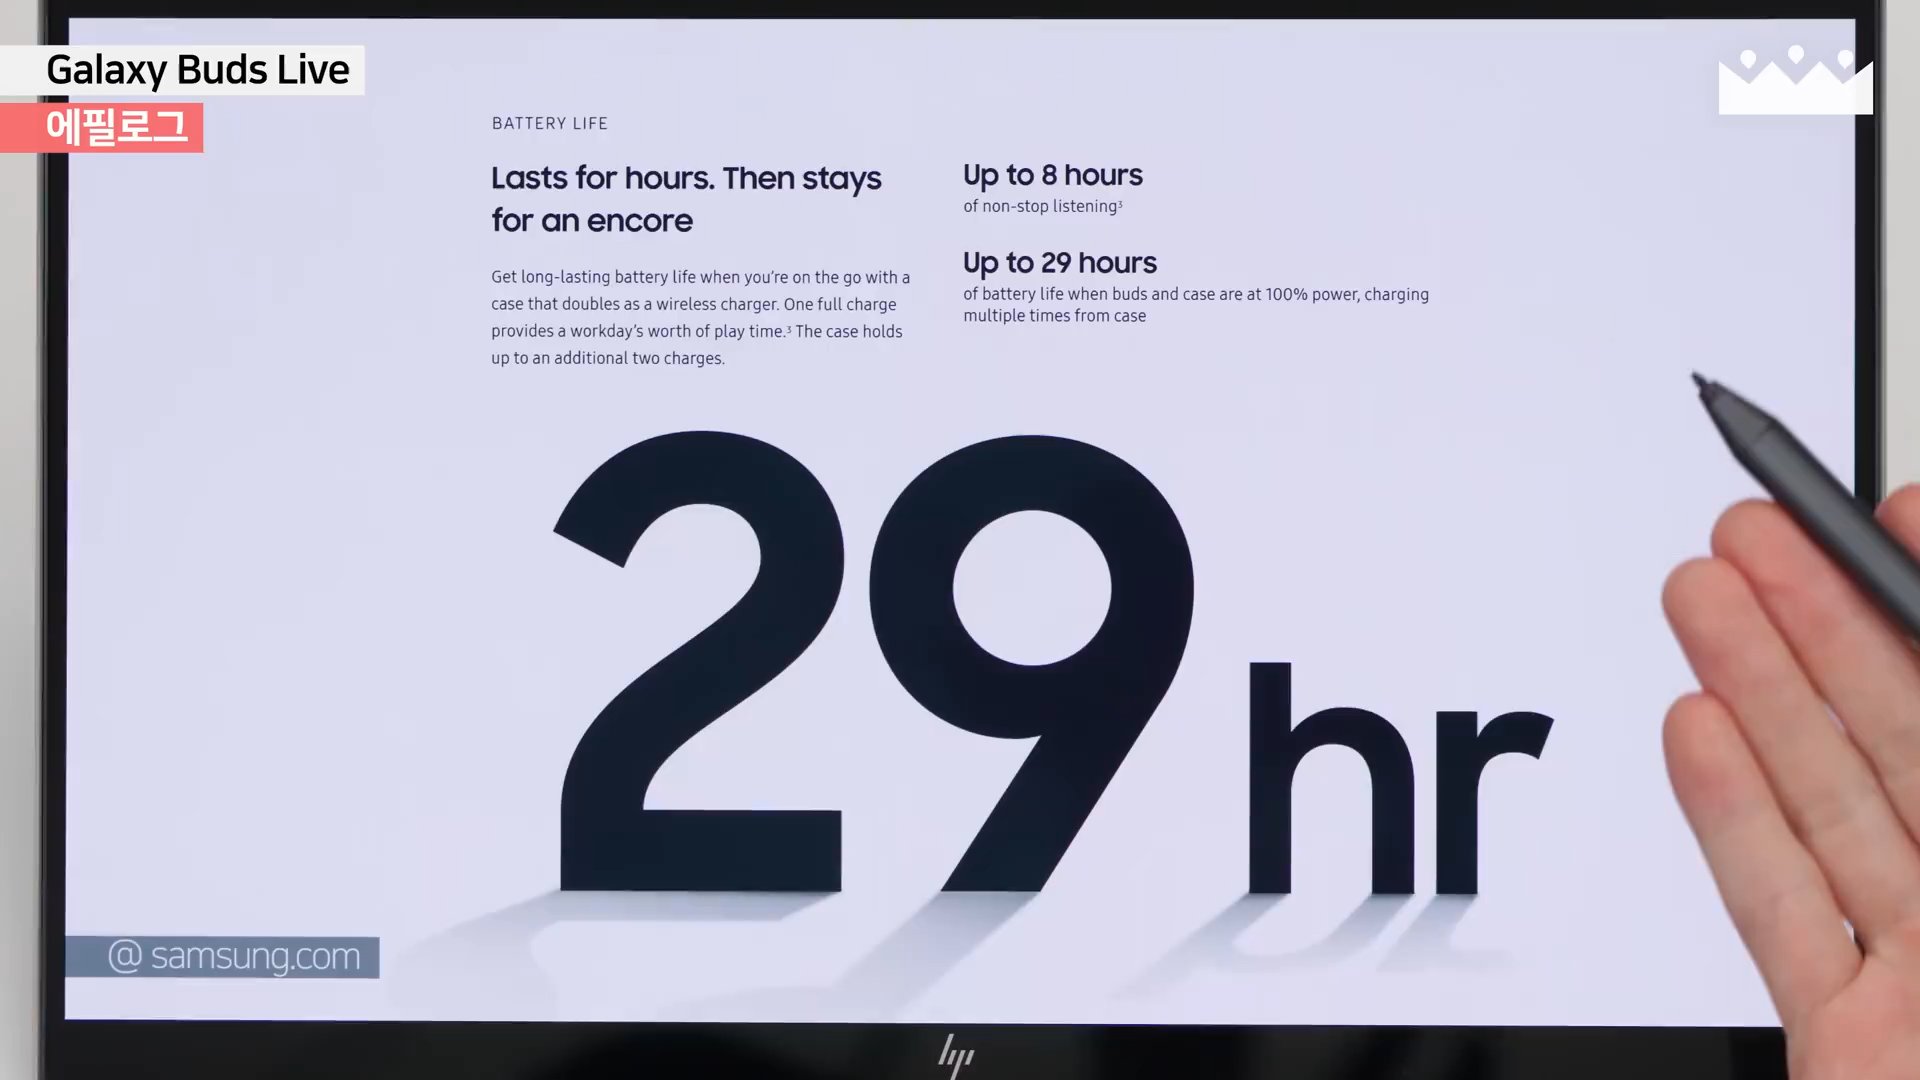 Galaxy Buds Live
에필로그
BATTERY LIFE
Lasts for hours. Then stays
for an encore
Get long-lasting battery life when you're on the go with a
case that doubles as a wireless charger. One full charge
provides a workday's worth of play time.³ The case holds
up to an additional two charges.
Up to 8 hours
of non-stop listening³
Up to 29 hours
of battery life when buds and case are at 100% power, charging
multiple times from case
29 hr
@ samsung.com
hp